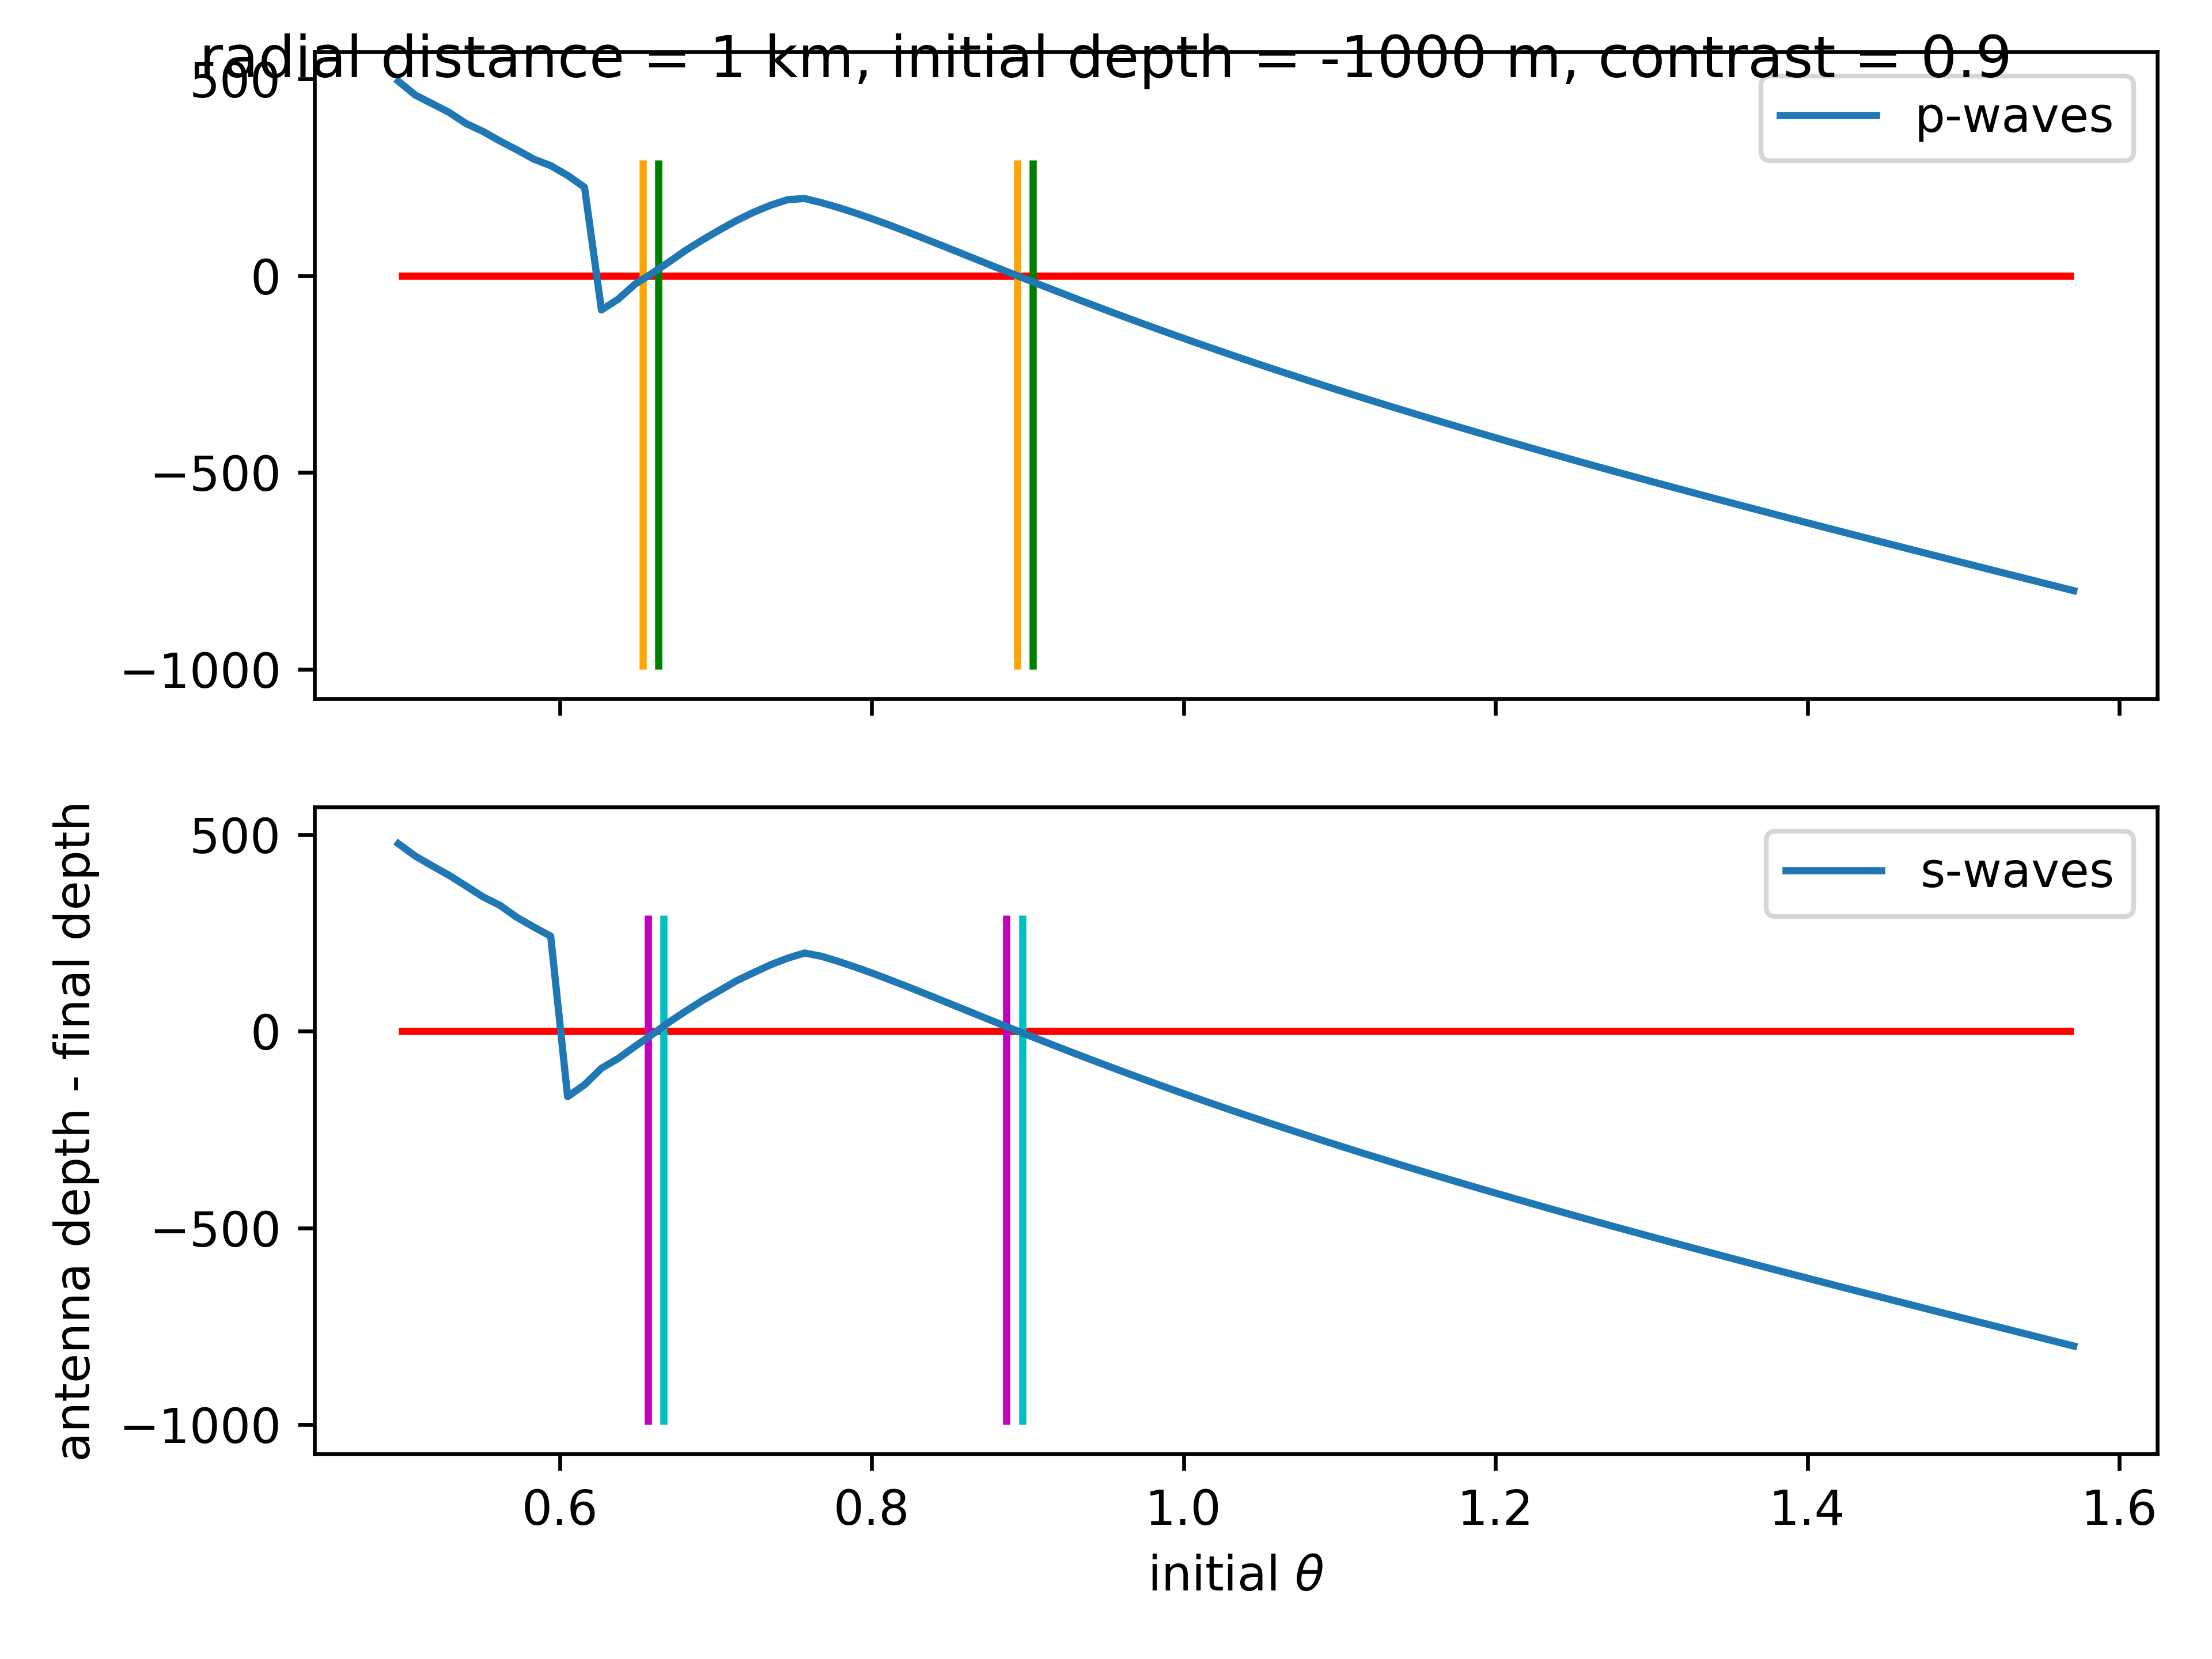 radial distance = 1 km, initial depth = -1000 m, contrast = 0.9
p-waves
500
0
−500
−1000
s-waves
500
0
−500
−1000
antenna depth - final depth
0.6 0.8 1.0 1.2 1.4 1.6
initial θ